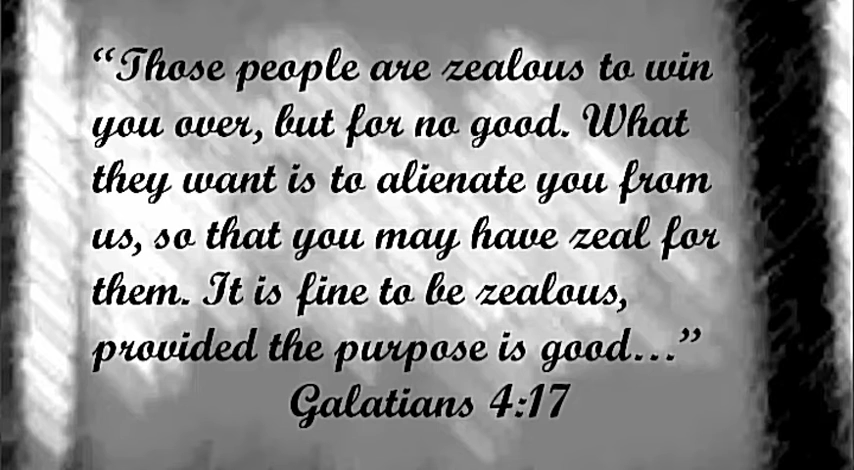 “Those people are zealous to win
you over, but for no good. What
they want is to alienate you from
us, so that you may have zeal for
them. It is fine to be zealous,
provided the purpose is good...”
Galatians 4:17